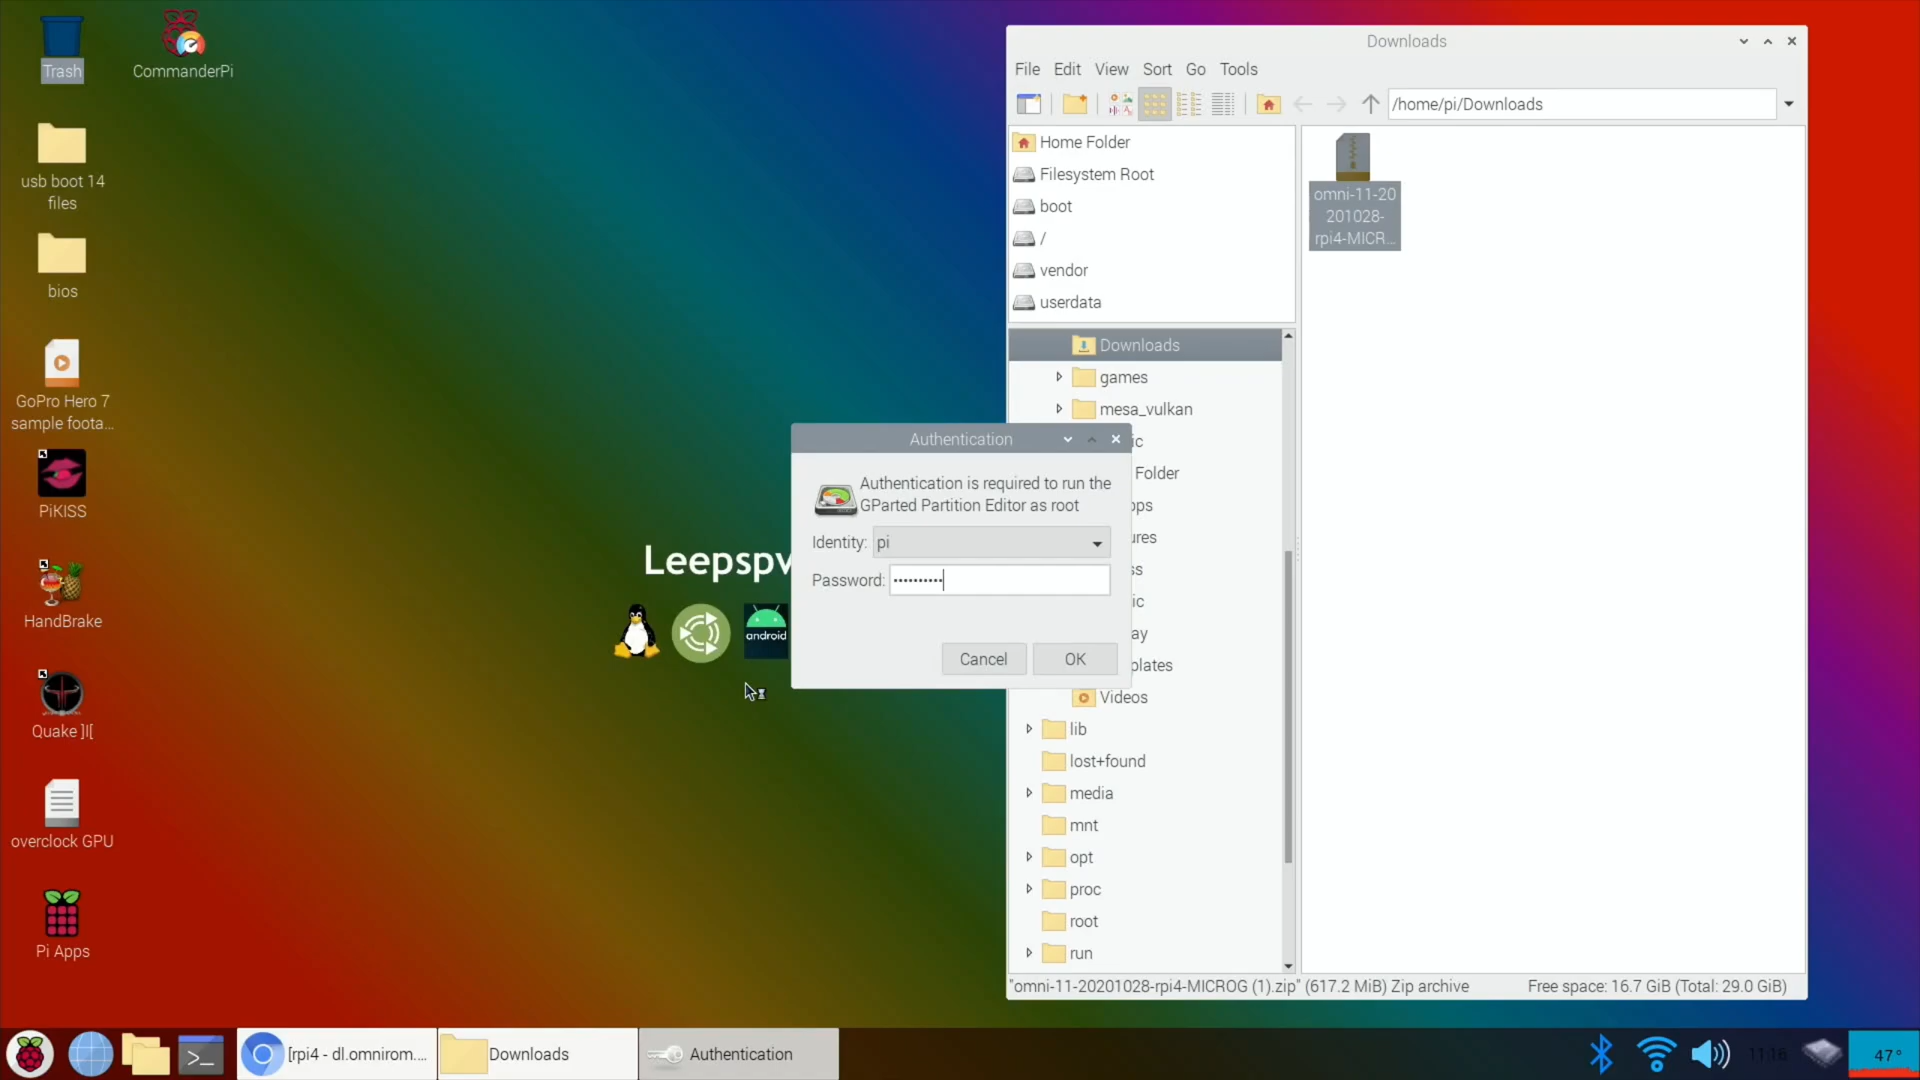 Trash
CommanderPi
usb boot 14
files
bios
GoPro Hero 7
sample foota...
PiKISS
HandBrake
Quake ]I[
overclock GPU
Pi Apps
Leepspv
android
Downloads
File Edit View Sort Go Tools
/home/pi/Downloads
Home Folder
Filesystem Root
boot
/
vendor
userdata
omni-11-20
201028-
rpi4-MICR...
Downloads
games
mesa_vulkan
ic
Folder
ops
ures
ss
ic
ay
plates
Videos
lib
lost+found
media
mnt
opt
proc
root
run
"omni-11-20201028-rpi4-MICROG (1).zip" (617.2 MiB) Zip archive
Free space: 16.7 GiB (Total: 29.0 GiB)
Authentication
Authentication is required to run the
GParted Partition Editor as root
Identity: pi
Password: ••••••••••
Cancel
OK
[rpi4 - dl.omnirom....
Downloads
Authentication
11:16
47°